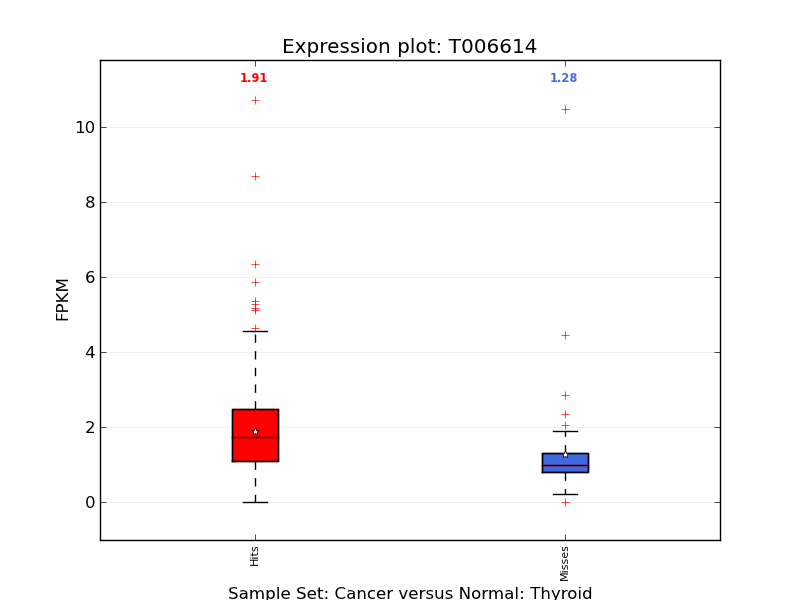 Expression plot: T006614
1.91
1.28
10
8
6
4
2
0
FPKM
Hits
Misses
Sample Set: Cancer versus Normal: Thyroid